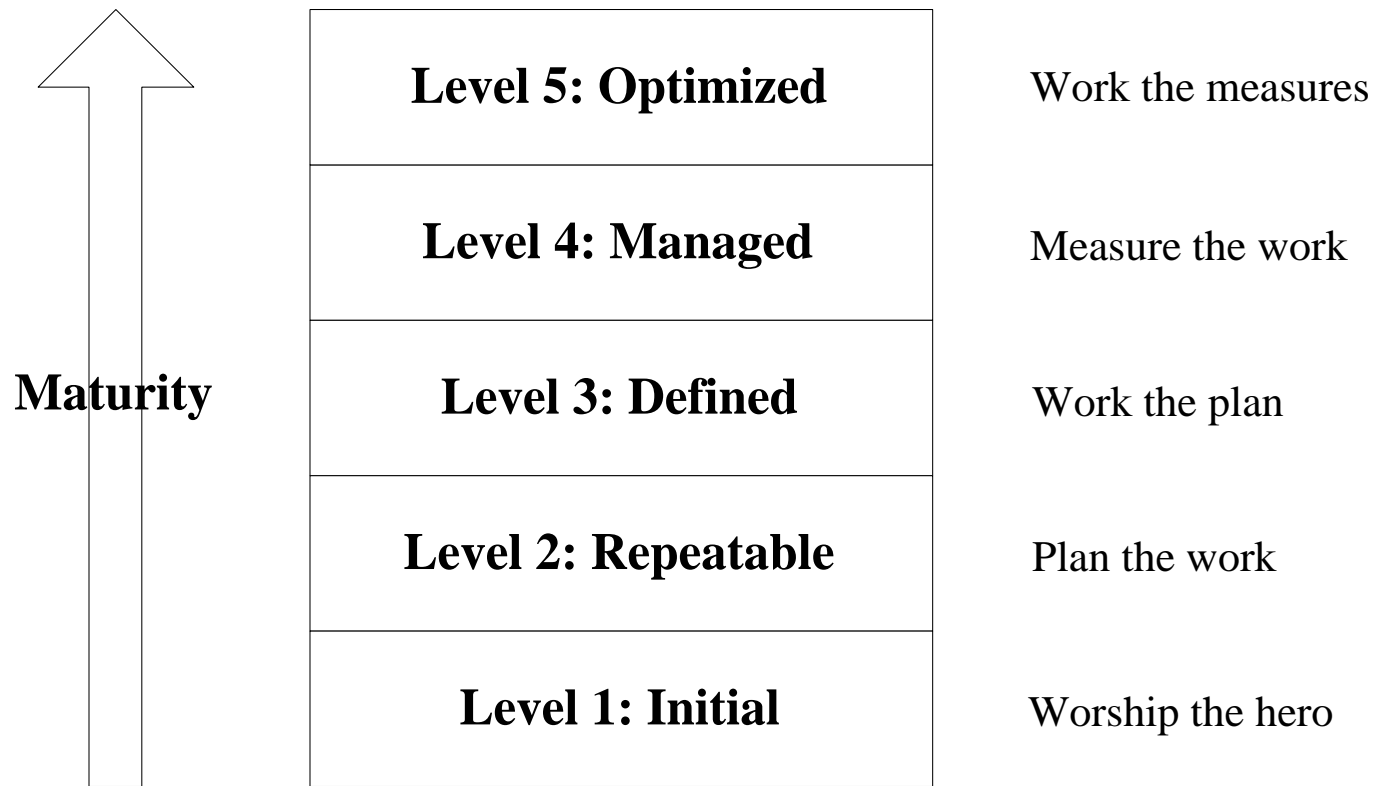 Level 5: Optimized
Work the measures
Level 4: Managed
Measure the work
Maturity
Level 3: Defined
Work the plan
Level 2: Repeatable
Plan the work
Level 1: Initial
Worship the hero